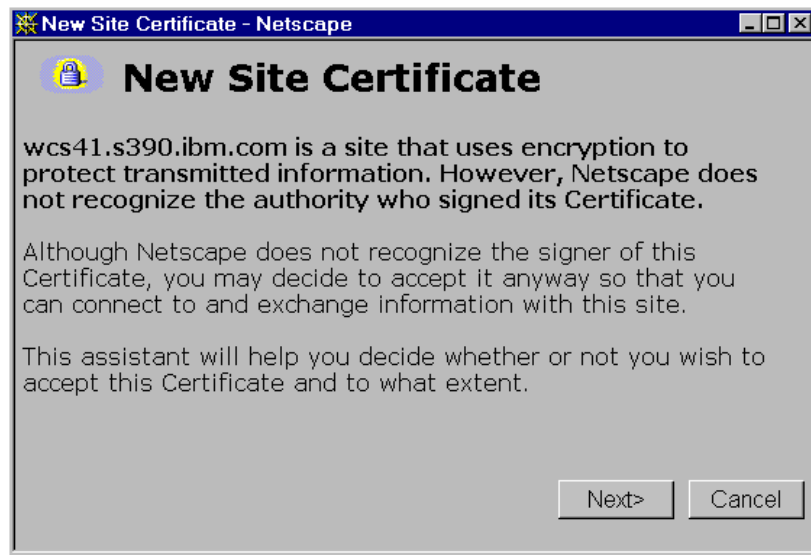 New Site Certificate - Netscape
New Site Certificate
wcs41.s390.ibm.com is a site that uses encryption to
protect transmitted information. However, Netscape does
not recognize the authority who signed its Certificate.
Although Netscape does not recognize the signer of this
Certificate, you may decide to accept it anyway so that you
can connect to and exchange information with this site.
This assistant will help you decide whether or not you wish to
accept this Certificate and to what extent.
Next> Cancel